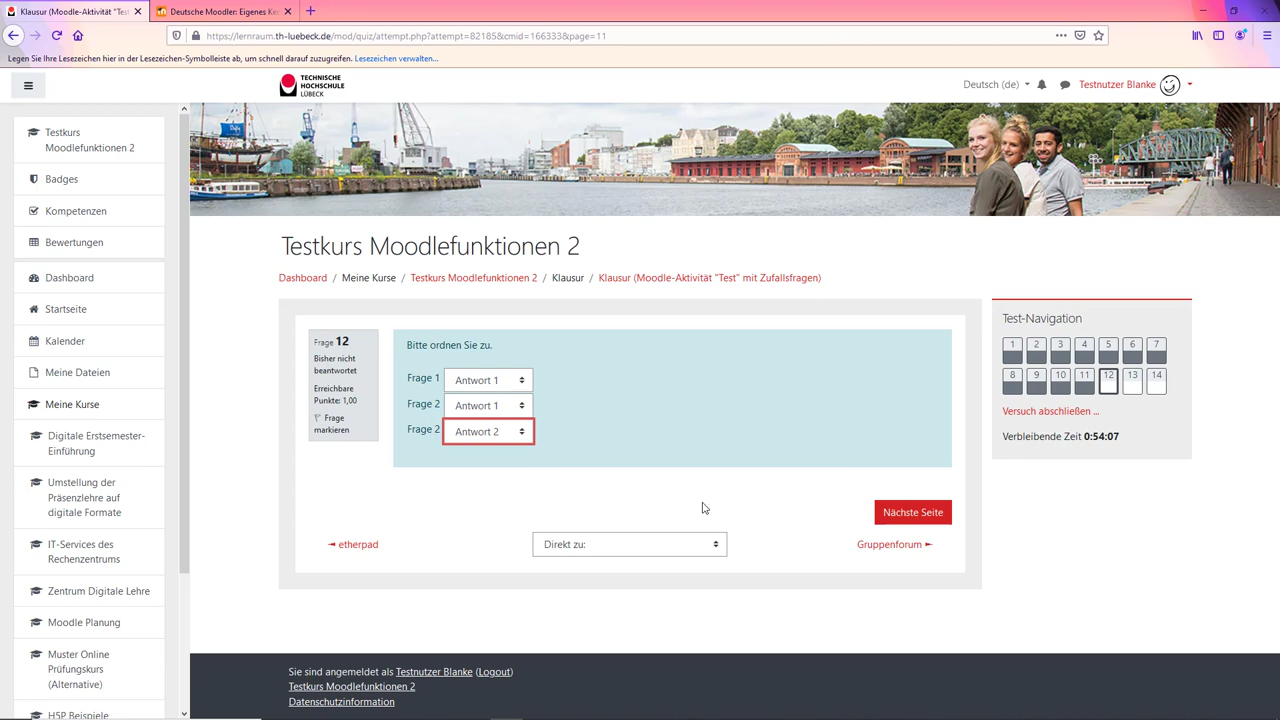 Klausur (Moodle-Aktivität "Test"
Deutsche Moodler: Eigenes Ke
https://lernraum.th-luebeck.de/mod/quiz/attempt.php?attempt=82185&cmid=166333&page=11
Legen Sie Ihre Lesezeichen hier in der Lesezeichen-Symbolleiste ab, um schnell darauf zuzugreifen. Lesezeichen verwalten...
TECHNISCHE
HOCHSCHULE
LÜBECK
Deutsch (de)
Testnutzer Blanke
Testkurs
Moodlefunktionen 2
Badges
Kompetenzen
Bewertungen
Dashboard
Startseite
Kalender
Meine Dateien
Meine Kurse
Digitale Erstsemester-
Einführung
Umstellung der
Präsenzlehre auf
digitale Formate
IT-Services des
Rechenzentrums
Zentrum Digitale Lehre
Moodle Planung
Muster Online
Prüfungskurs
(Alternative)
H5P Beispiele
Testkurs Moodlefunktionen 2
Dashboard / Meine Kurse / Testkurs Moodlefunktionen 2 / Klausur / Klausur (Moodle-Aktivität "Test" mit Zufallsfragen)
Frage 12
Bisher nicht
beantwortet
Erreichbare
Punkte: 1,00
Frage
markieren
Bitte ordnen Sie zu.
Frage 1 Antwort 1
Frage 2 Antwort 1
Frage 2 Antwort 2
Nächste Seite
◄ etherpad
Direkt zu:
Gruppenforum ►
Test-Navigation
1 2 3 4 5 6 7
8 9 10 11 12 13 14
Versuch abschließen ...
Verbleibende Zeit 0:54:07
Sie sind angemeldet als Testnutzer Blanke (Logout)
Testkurs Moodlefunktionen 2
Datenschutzinformation